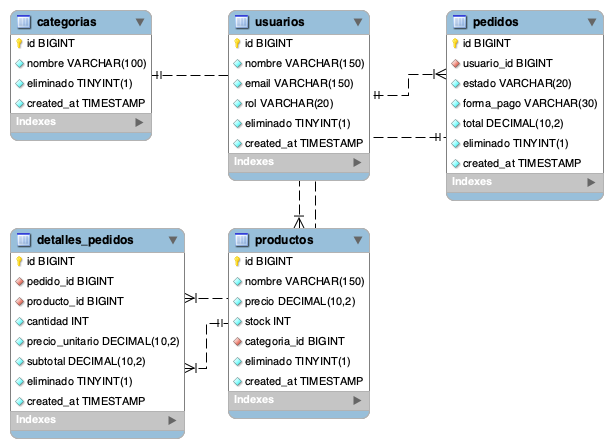 categorias
id BIGINT
nombre VARCHAR(100)
eliminado TINYINT(1)
created_at TIMESTAMP
Indexes
usuarios
id BIGINT
nombre VARCHAR(150)
email VARCHAR(150)
rol VARCHAR(20)
eliminado TINYINT(1)
created_at TIMESTAMP
Indexes
pedidos
id BIGINT
usuario_id BIGINT
estado VARCHAR(20)
forma_pago VARCHAR(30)
total DECIMAL(10,2)
eliminado TINYINT(1)
created_at TIMESTAMP
Indexes
detalles_pedidos
id BIGINT
pedido_id BIGINT
producto_id BIGINT
cantidad INT
precio_unitario DECIMAL(10,2)
subtotal DECIMAL(10,2)
eliminado TINYINT(1)
created_at TIMESTAMP
Indexes
productos
id BIGINT
nombre VARCHAR(150)
precio DECIMAL(10,2)
stock INT
categoria_id BIGINT
eliminado TINYINT(1)
created_at TIMESTAMP
Indexes